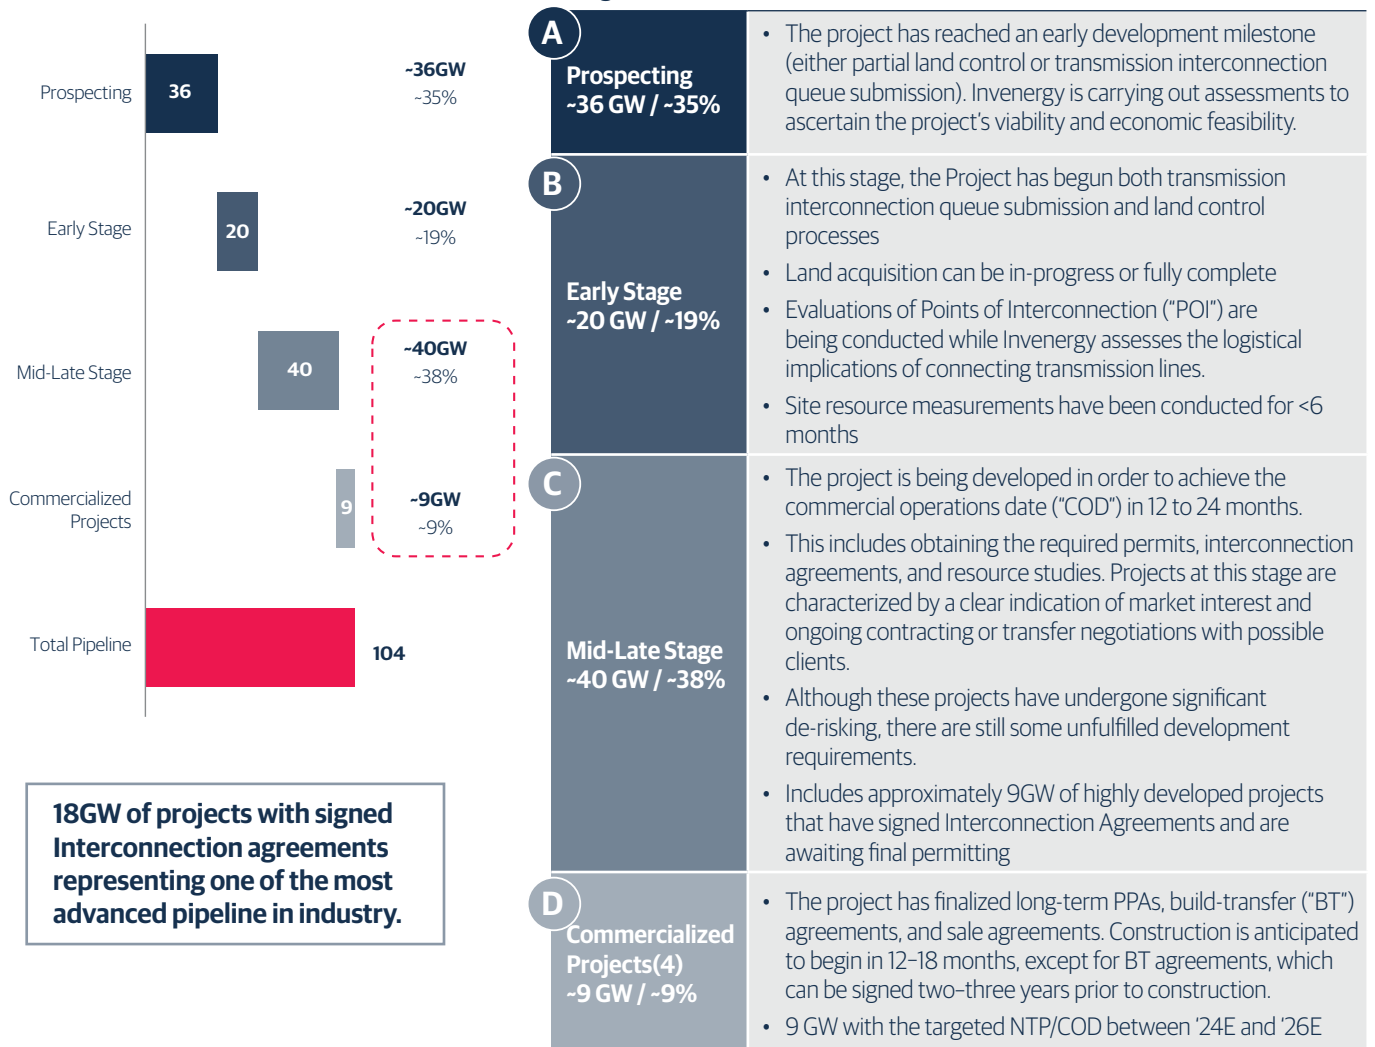 Prospecting
36
~36GW
~35%
Early Stage
20
~20GW
~19%
Mid-Late Stage
40
~40GW
~38%
Commercialized
Projects
9
~9GW
~9%
Total Pipeline
104
18GW of projects with signed
Interconnection agreements
representing one of the most
advanced pipeline in industry.
A
Prospecting
~36 GW / ~35%
• The project has reached an early development milestone
(either partial land control or transmission interconnection
queue submission). Invenergy is carrying out assessments to
ascertain the project's viability and economic feasibility.
B
Early Stage
~20 GW / ~19%
• At this stage, the Project has begun both transmission
interconnection queue submission and land control
processes
• Land acquisition can be in-progress or fully complete
• Evaluations of Points of Interconnection ("POI") are
being conducted while Invenergy assesses the logistical
implications of connecting transmission lines.
• Site resource measurements have been conducted for <6
months
C
Mid-Late Stage
~40 GW / ~38%
• The project is being developed in order to achieve the
commercial operations date ("COD") in 12 to 24 months.
• This includes obtaining the required permits, interconnection
agreements, and resource studies. Projects at this stage are
characterized by a clear indication of market interest and
ongoing contracting or transfer negotiations with possible
clients.
• Although these projects have undergone significant
de-risking, there are still some unfulfilled development
requirements.
• Includes approximately 9GW of highly developed projects
that have signed Interconnection Agreements and are
awaiting final permitting
D
Commercialized
Projects(4)
~9 GW / ~9%
• The project has finalized long-term PPAs, build-transfer ("BT")
agreements, and sale agreements. Construction is anticipated
to begin in 12–18 months, except for BT agreements, which
can be signed two–three years prior to construction.
• 9 GW with the targeted NTP/COD between '24E and '26E